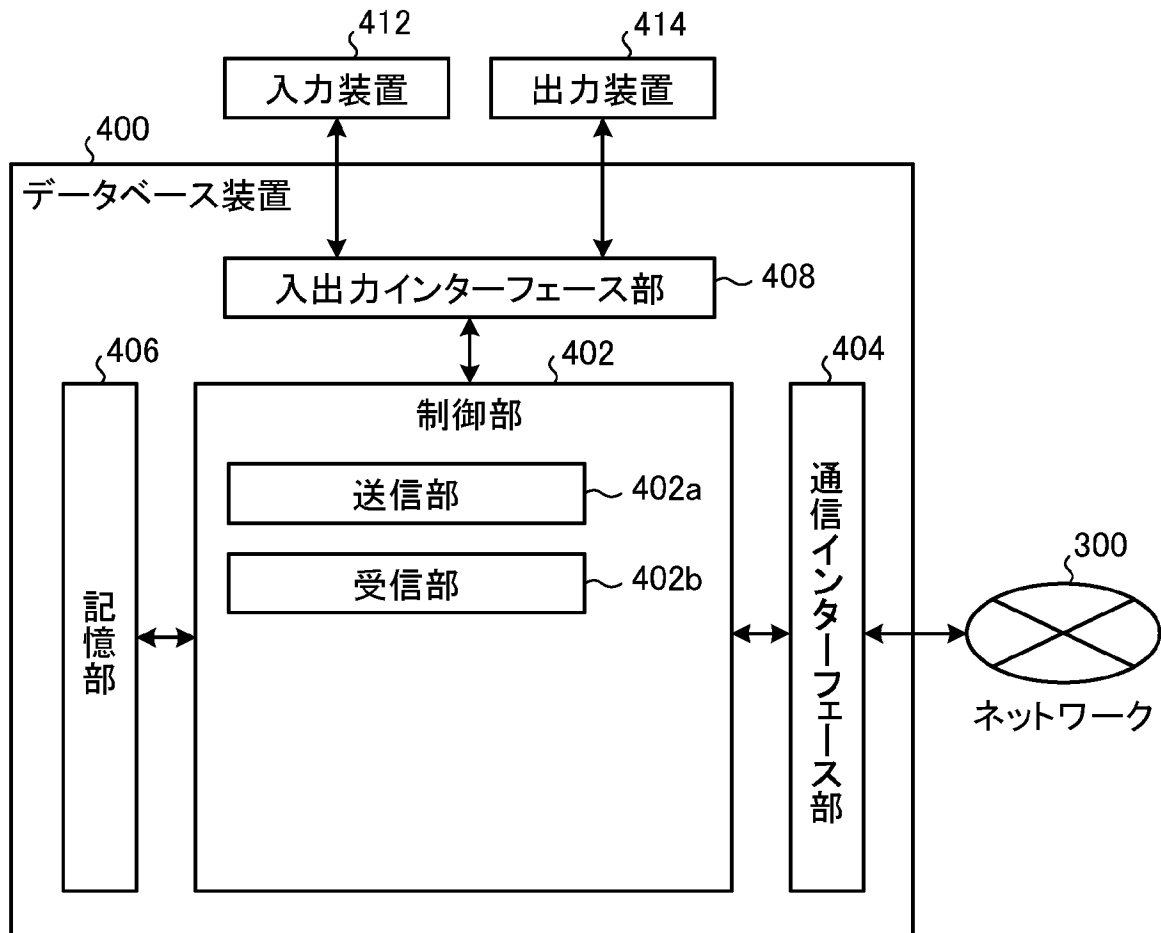 412
414
入力装置
出力装置
400
データベース装置
入出力インターフェース部
408
406
402
404
制御部
送信部
402a
受信部
402b
記憶部
通信インターフェース部
300
ネットワーク